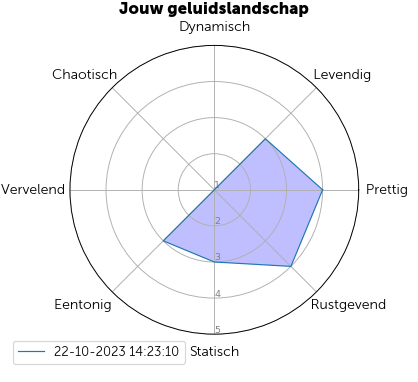 Jouw geluidslandschap
Dynamisch
Chaotisch
Levendig
Vervelend
1
Prettig
2
3
4
Eentonig
Rustgevend
5
22-10-2023 14:23:10
Statisch